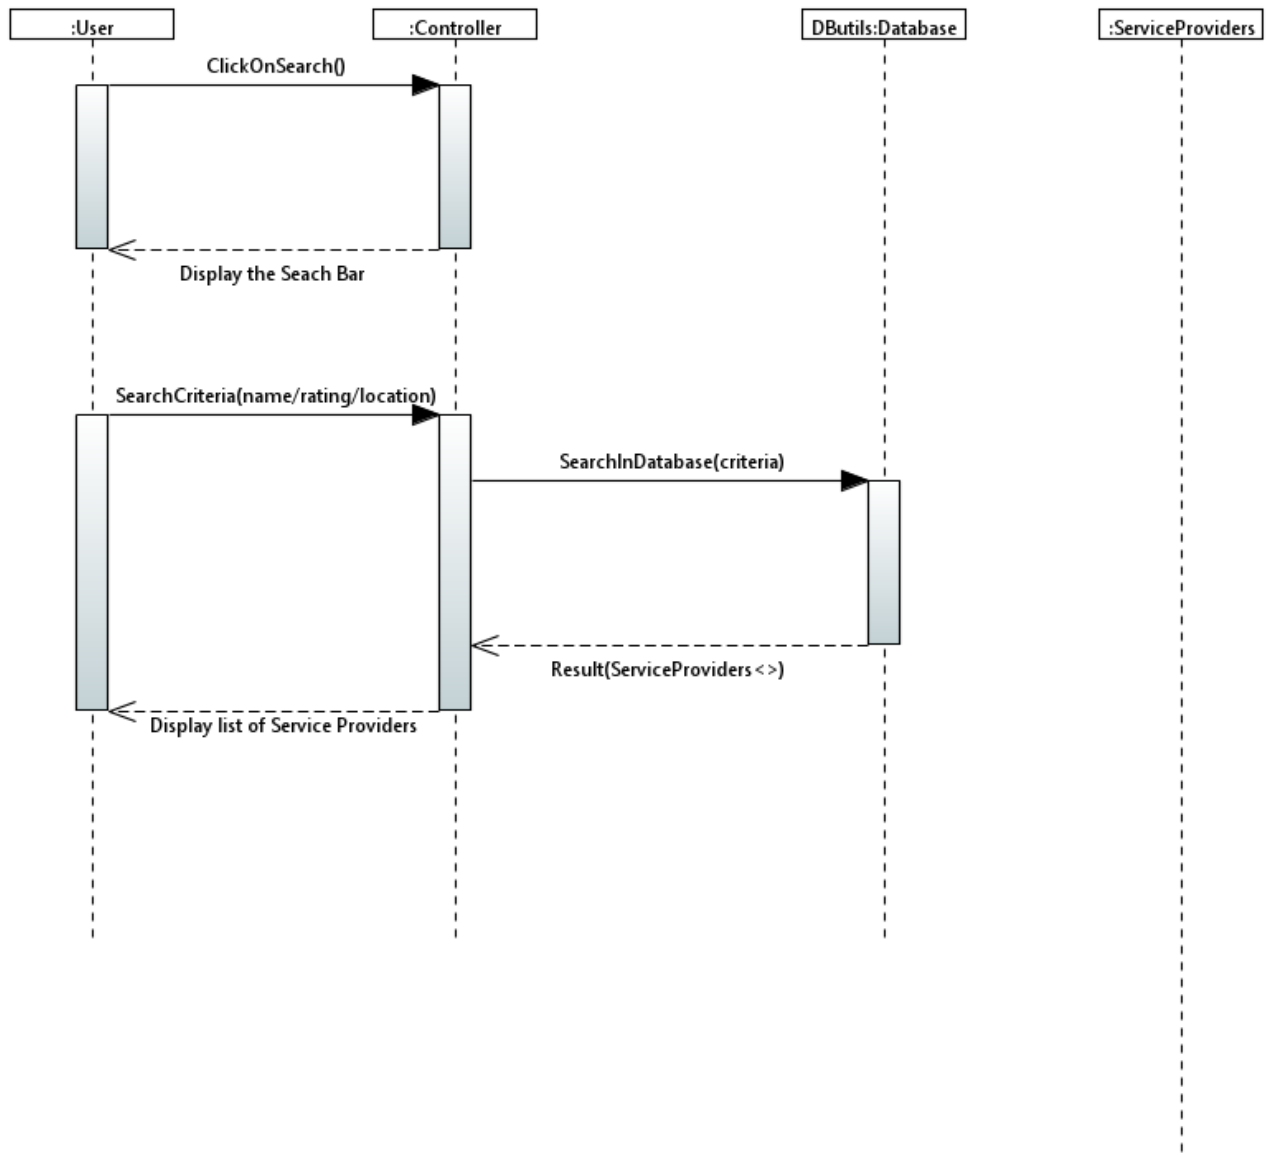 :User
:Controller
DButils:Database
:ServiceProviders
ClickOnSearch()
Display the Seach Bar
SearchCriteria(name/rating/location)
SearchInDatabase(criteria)
Result(ServiceProviders<>)
Display list of Service Providers